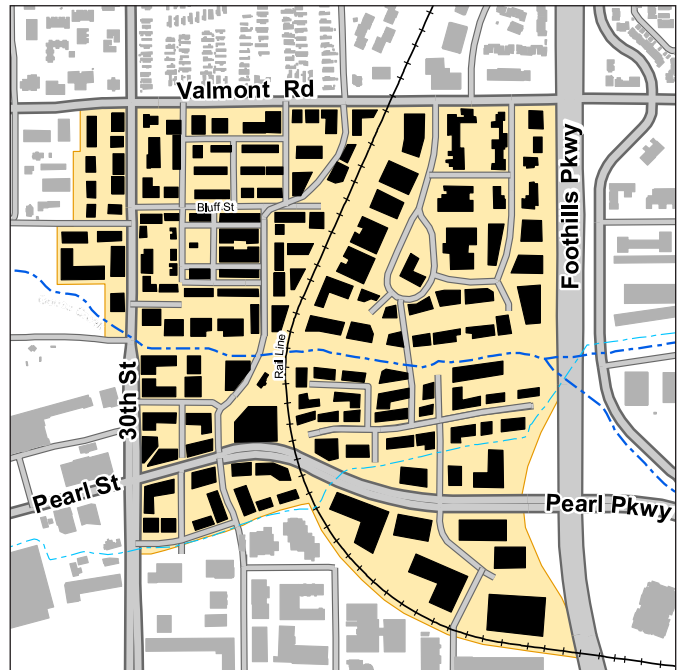 Valmont Rd
Foothills Pkwy
Bluff St
Rail Line
30th St
Pearl St
Pearl Pkwy